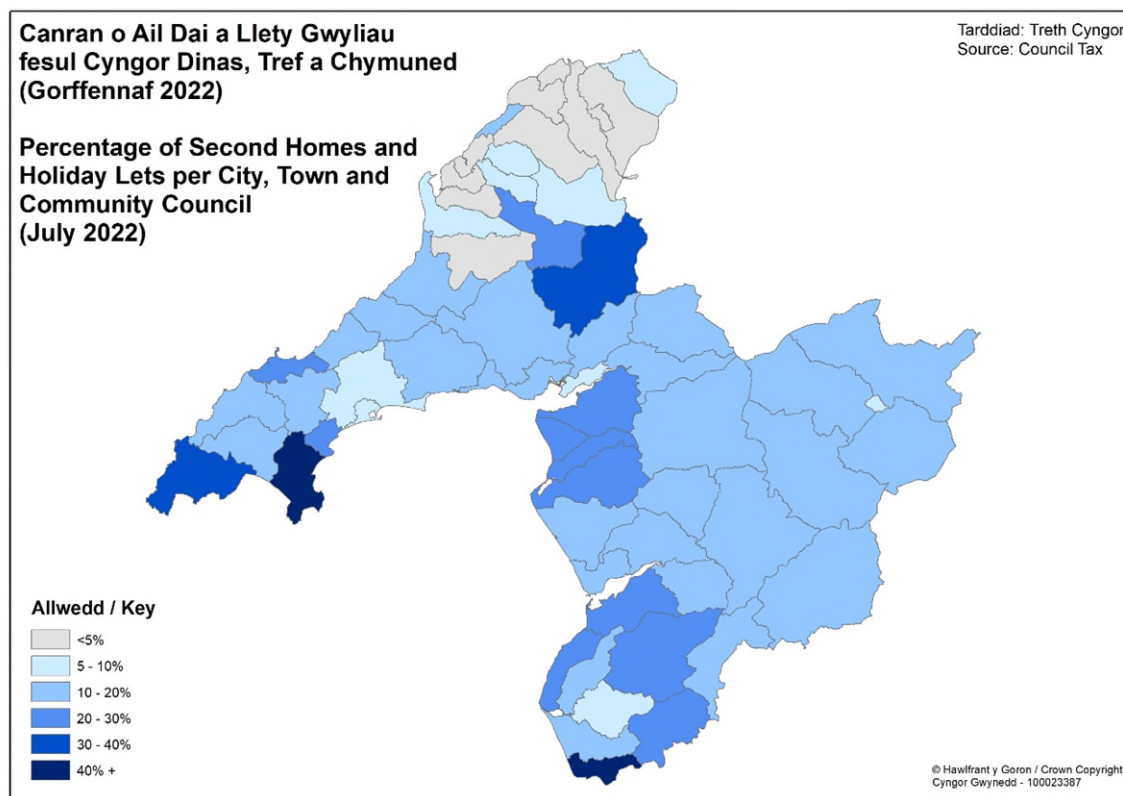 Canran o Ail Dai a Llety Gwyliau
fesul Cyngor Dinas, Tref a Chymuned
(Gorffennaf 2022)
Percentage of Second Homes and
Holiday Lets per City, Town and
Community Council
(July 2022)
Tarddiad: Treth Cyngor
Source: Council Tax
Allwedd / Key
<5%
5 - 10%
10 - 20%
20 - 30%
30 - 40%
40% +
© Hawlfrant y Goron / Crown Copyright
Cyngor Gwynedd - 100023387